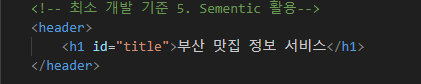 <!-- 최소 개발 기준 5. Sementic 활용-->
<header>
    <h1 id="title">부산 맛집 정보 서비스</h1>
</header>